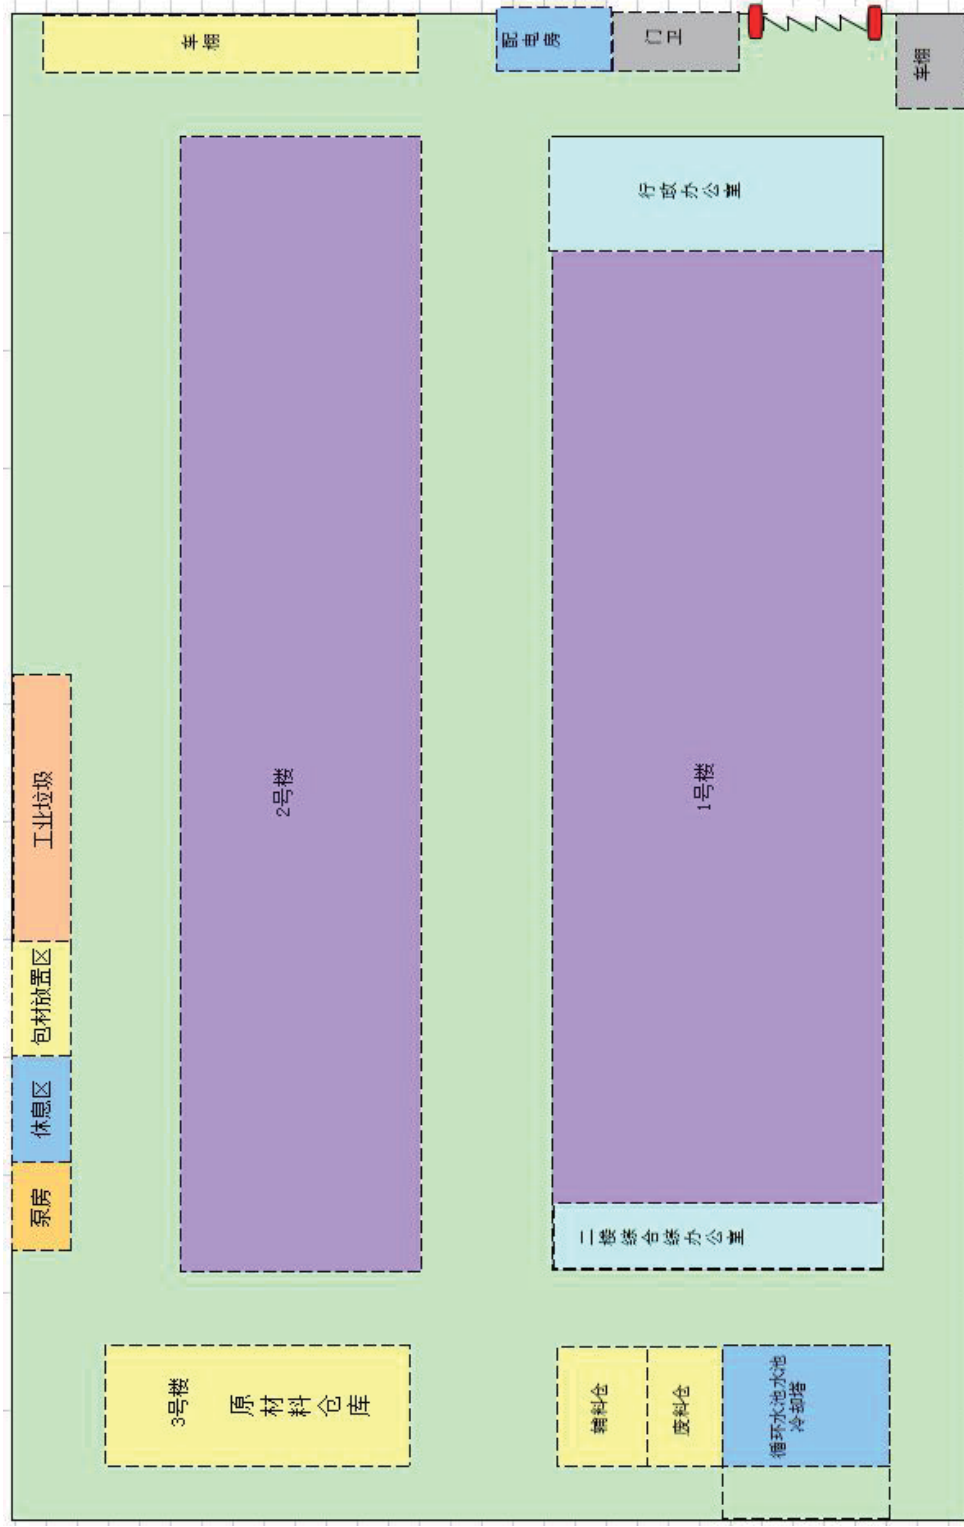 车棚
配电房
门卫
车棚
行政办公室
2号楼
1号楼
工业垃圾
包材放置区
休息区
泵房
二楼综合缘办公室
3号楼
原材料仓库
辅料仓
废料仓
循环水池水池
冷却塔